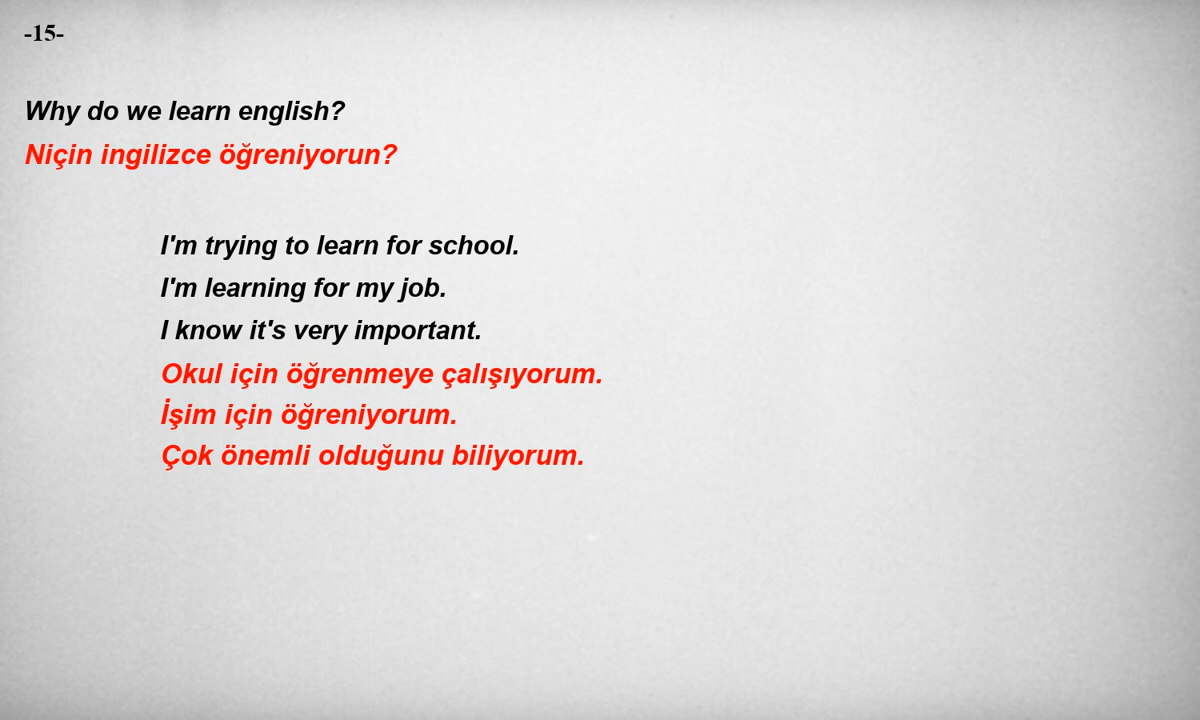 -15-
Why do we learn english?
Niçin ingilizce öğreniyorun?
I'm trying to learn for school.
I'm learning for my job.
I know it's very important.
Okul için öğrenmeye çalışıyorum.
İşim için öğreniyorum.
Çok önemli olduğunu biliyorum.